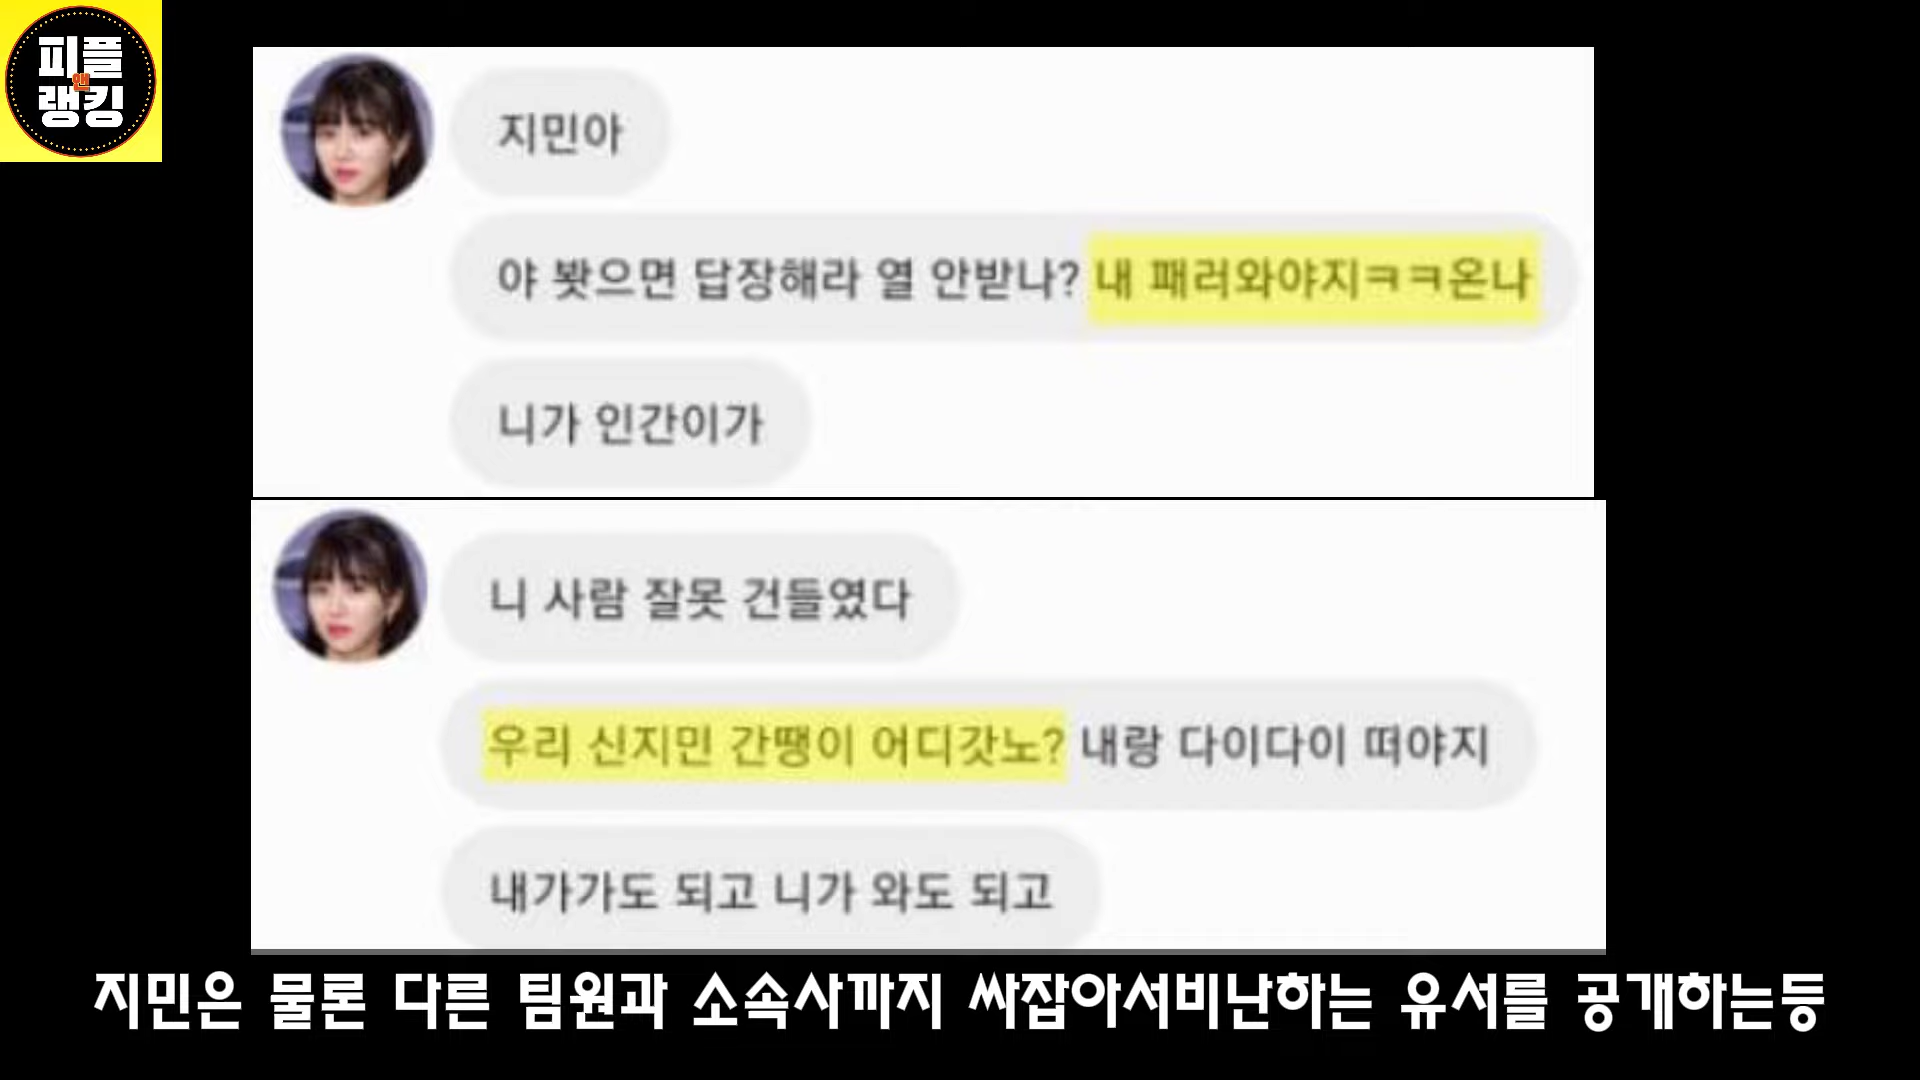 피플
앤
랭킹
지민아
야 봣으면 답장해라 열 안받나? 내 패러와야지ㅋㅋ온나
니가 인간이가
니 사람 잘못 건들였다
우리 신지민 간땡이 어디갓노? 내랑 다이다이 떠야지
내가가도 되고 니가 와도 되고
지민은 물론 다른 팀원과 소속사까지 싸잡아서비난하는 유서를 공개하는등